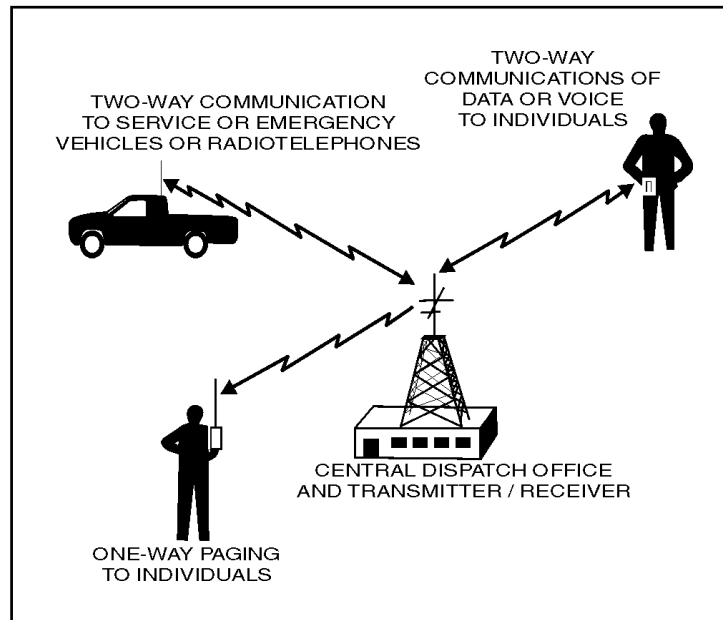 TWO-WAY
COMMUNICATIONS OF
DATA OR VOICE
TO INDIVIDUALS
TWO-WAY COMMUNICATION
TO SERVICE OR EMERGENCY
VEHICLES OR RADIOTELEPHONES
CENTRAL DISPATCH OFFICE
AND TRANSMITTER / RECEIVER
ONE-WAY PAGING
TO INDIVIDUALS